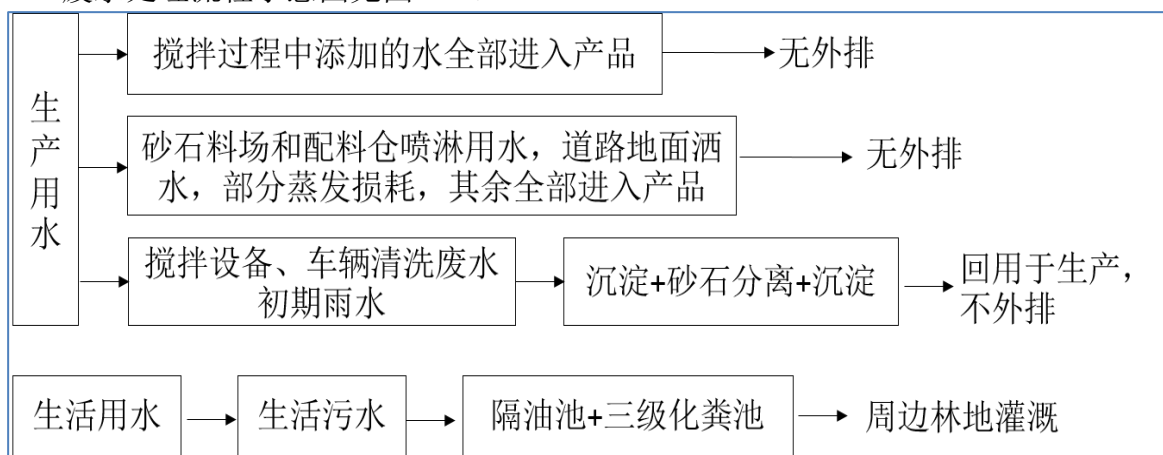 搅拌过程中添加的水全部进入产品
无外排
生产用水
砂石料场和配料仓喷淋用水，道路地面洒
水，部分蒸发损耗，其余全部进入产品
无外排
搅拌设备、车辆清洗废水
初期雨水
沉淀+砂石分离+沉淀
回用于生产，
不外排
生活用水
生活污水
隔油池+三级化粪池
周边林地灌溉